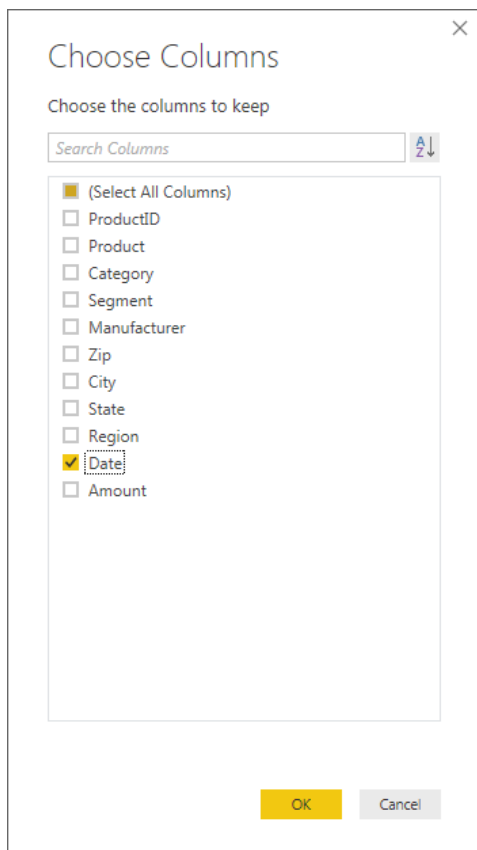 Choose Columns
Choose the columns to keep
Search Columns
AZ
(Select All Columns)
ProductID
Product
Category
Segment
Manufacturer
Zip
City
State
Region
Date
Amount
OK Cancel